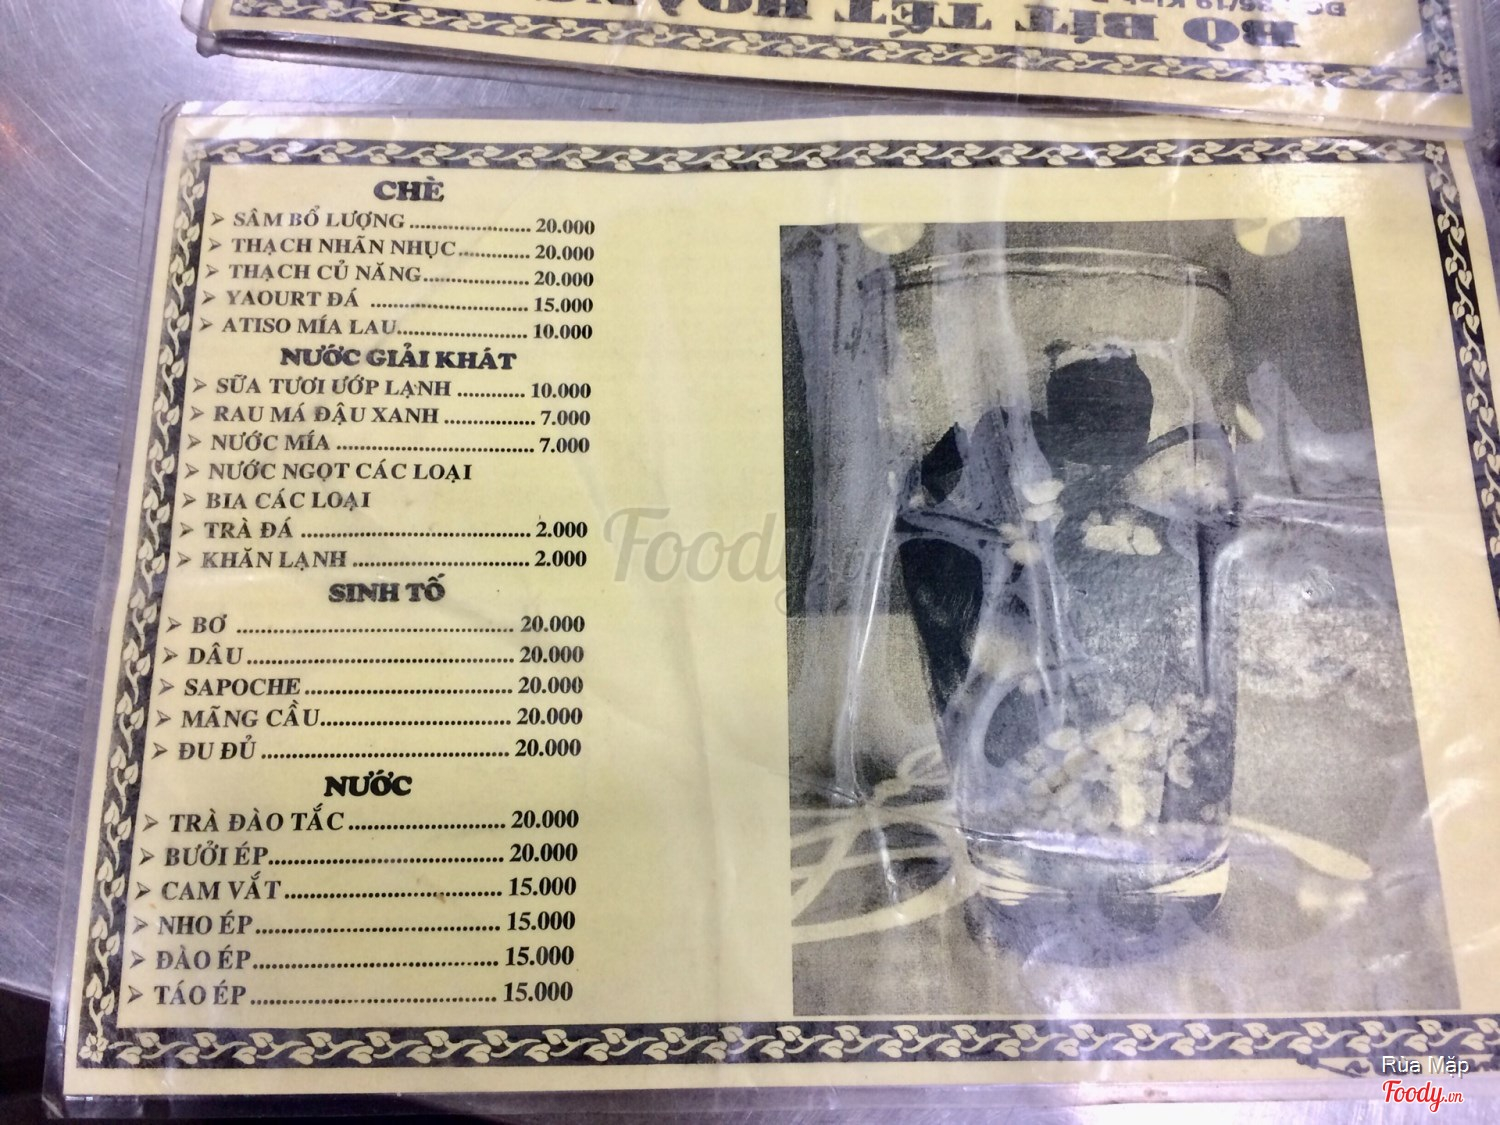 BÒ BÍT TẾT
CHÈ
➢ SÂM BỔ LƯỢNG .................... 20.000
➢ THẠCH NHÃN NHỤC ............. 20.000
➢ THẠCH CỦ NĂNG ................... 20.000
➢ YAOURT ĐÁ .......................... 15.000
➢ ATISO MÍA LAU ....................... 10.000
NƯỚC GIẢI KHÁT
➢ SỮA TƯƠI ƯỚP LẠNH ............ 10.000
➢ RAU MÁ ĐẬU XANH ................ 7.000
➢ NƯỚC MÍA ................................. 7.000
➢ NƯỚC NGỌT CÁC LOẠI
➢ BIA CÁC LOẠI
➢ TRÀ ĐÁ ...................................... 2.000
➢ KHĂN LẠNH ............................. 2.000
SINH TỐ
➢ BƠ ............................................. 20.000
➢ DÂU ........................................... 20.000
➢ SAPOCHE .................................. 20.000
➢ MÃNG CẦU ............................... 20.000
➢ ĐU ĐỦ ........................................ 20.000
NƯỚC
➢ TRÀ ĐÀO TẮC ......................... 20.000
➢ BƯỞI ÉP ..................................... 20.000
➢ CAM VẮT ................................... 15.000
➢ NHO ÉP ...................................... 15.000
➢ ĐÀO ÉP ...................................... 15.000
➢ TÁO ÉP ...................................... 15.000
Foody.vn
Rùa Mập
Foody.vn